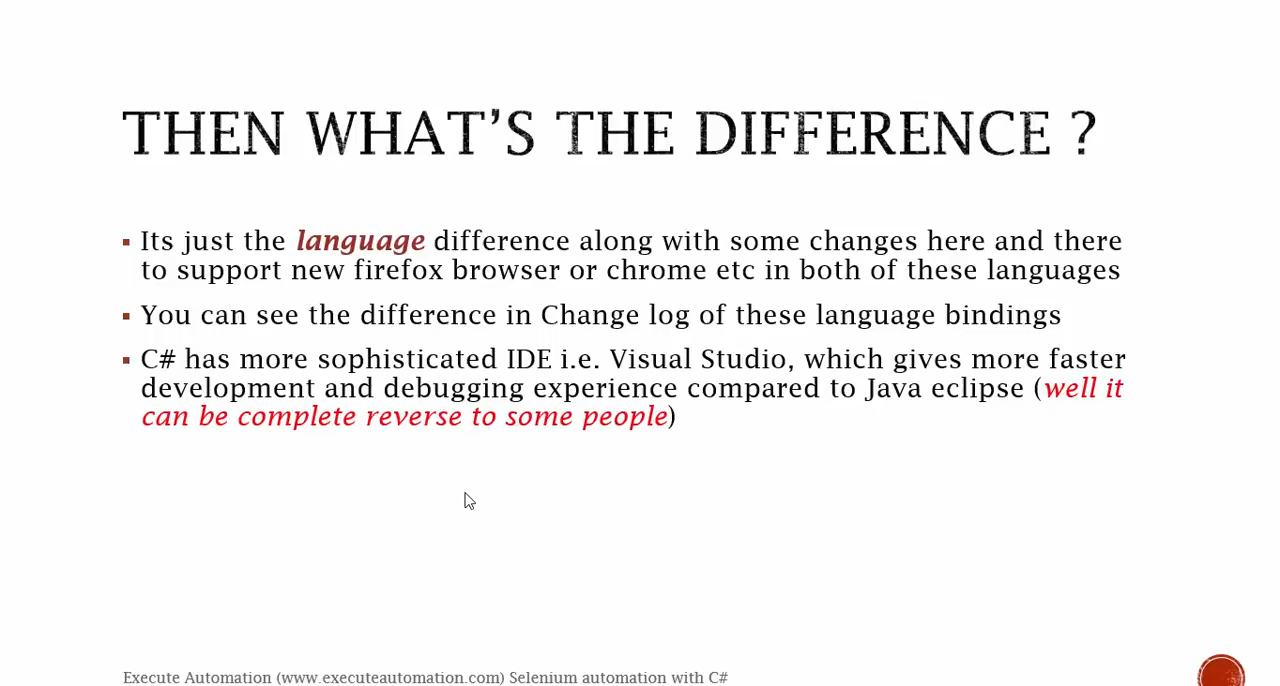 THEN WHAT'S THE DIFFERENCE ?
▪ Its just the language difference along with some changes here and there
to support new firefox browser or chrome etc in both of these languages
▪ You can see the difference in Change log of these language bindings
▪ C# has more sophisticated IDE i.e. Visual Studio, which gives more faster
development and debugging experience compared to Java eclipse (well it
can be complete reverse to some people)
Execute Automation (www.executeautomation.com) Selenium automation with C#